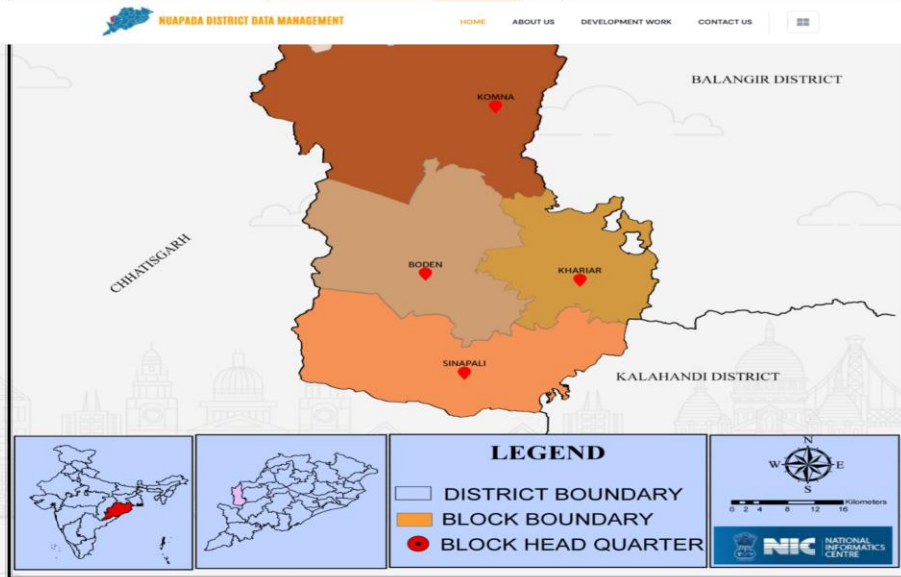 NUAPADA DISTRICT DATA MANAGEMENT
HOME ABOUT US DEVELOPMENT WORK CONTACT US
BALANGIR DISTRICT
KOMNA
CHHATISGARH
BODEN
KHARIAR
SINAPALI
KALAHANDI DISTRICT
LEGEND
DISTRICT BOUNDARY
BLOCK BOUNDARY
BLOCK HEAD QUARTER
N
W E
S
Kilometers
0 2 4 8 12 16
NIC NATIONAL
INFORMATICS
CENTRE